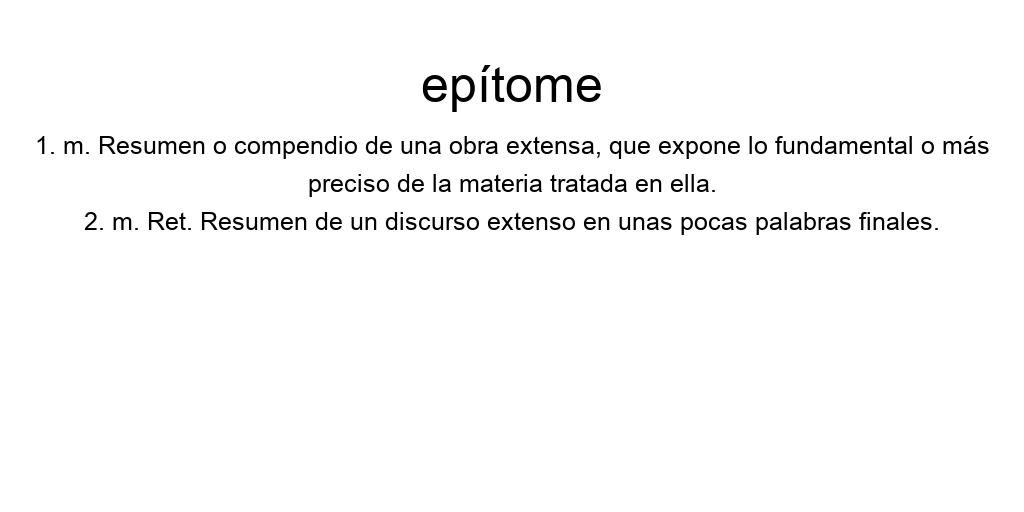 epítome
1. m. Resumen o compendio de una obra extensa, que expone lo fundamental o más
preciso de la materia tratada en ella.
2. m. Ret. Resumen de un discurso extenso en unas pocas palabras finales.